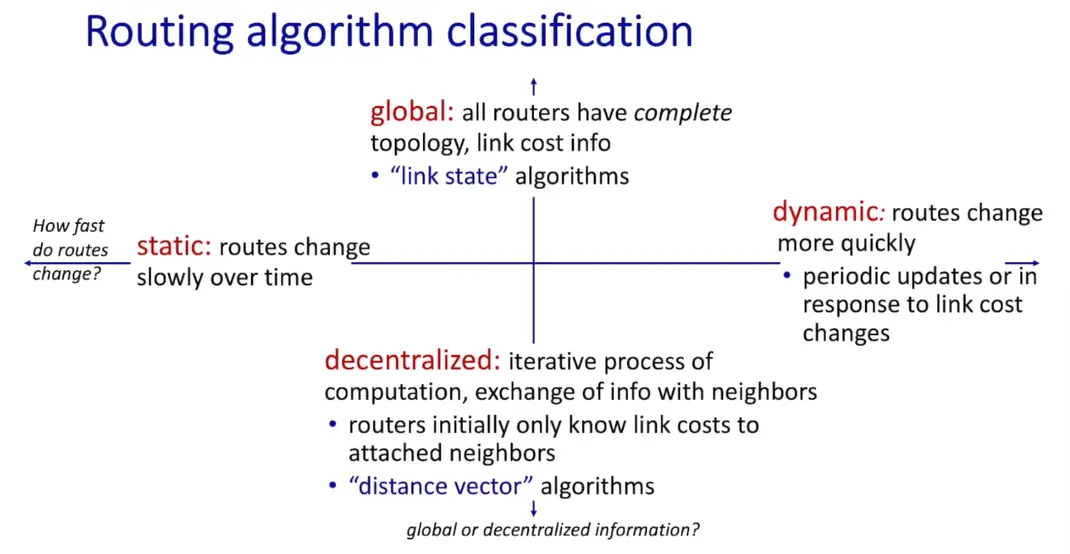 Routing algorithm classification
global: all routers have complete
topology, link cost info
• “link state” algorithms
How fast
do routes
change?
static: routes change
slowly over time
dynamic: routes change
more quickly
• periodic updates or in
response to link cost
changes
decentralized: iterative process of
computation, exchange of info with neighbors
• routers initially only know link costs to
attached neighbors
• “distance vector” algorithms
global or decentralized information?